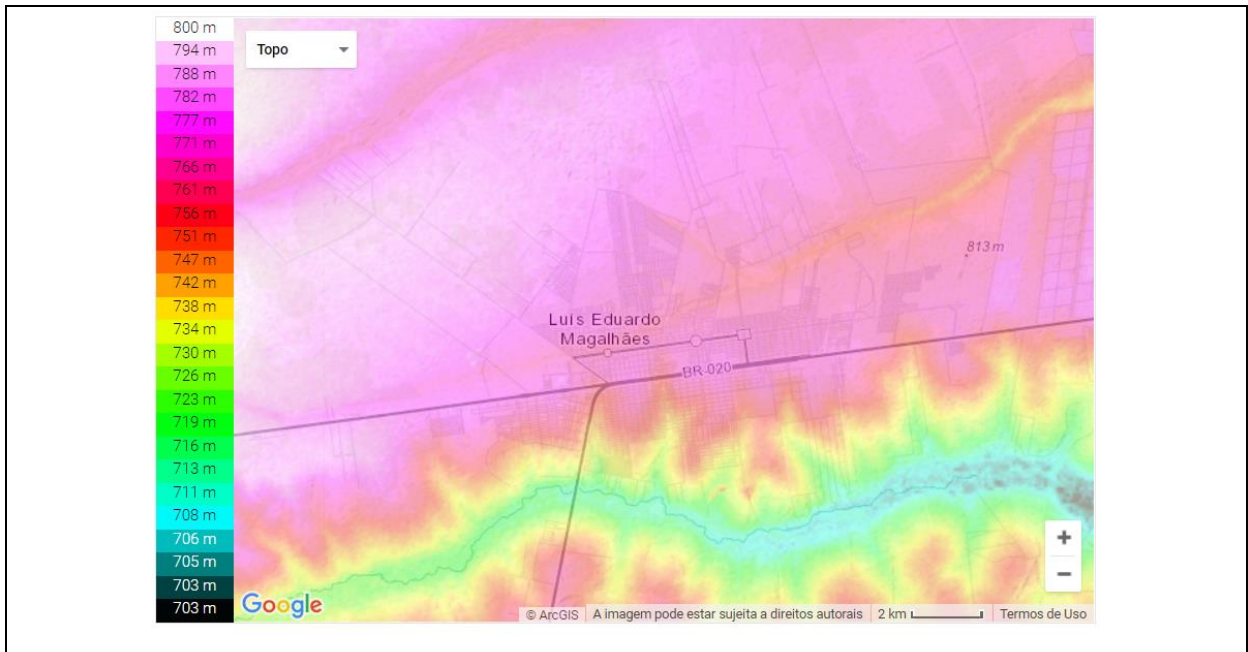 800 m
794 m
788 m
782 m
777 m
771 m
766 m
761 m
756 m
751 m
747 m
742 m
738 m
734 m
730 m
726 m
723 m
719 m
716 m
713 m
711 m
708 m
706 m
705 m
703 m
703 m
Topo
813 m
Luís Eduardo
Magalhães
BR-020
+
−
Google
© ArcGIS
A imagem pode estar sujeita a direitos autorais
2 km
Termos de Uso